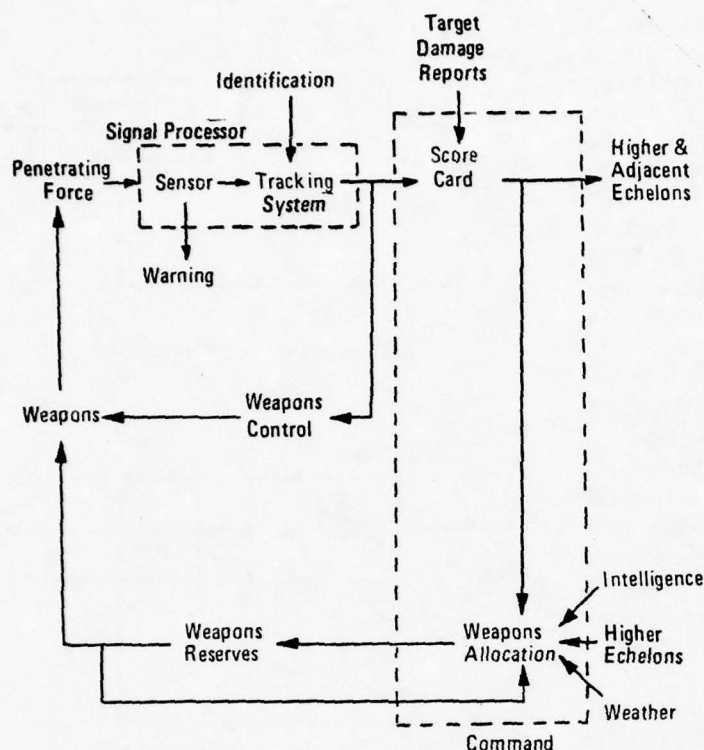 Target
Damage
Reports
Identification
Signal Processor
Penetrating
Force
Sensor
Tracking
System
Score
Card
Higher &
Adjacent
Echelons
Warning
Weapons
Weapons
Control
Intelligence
Weapons
Reserves
Weapons
Allocation
Higher
Echelons
Weather
Command